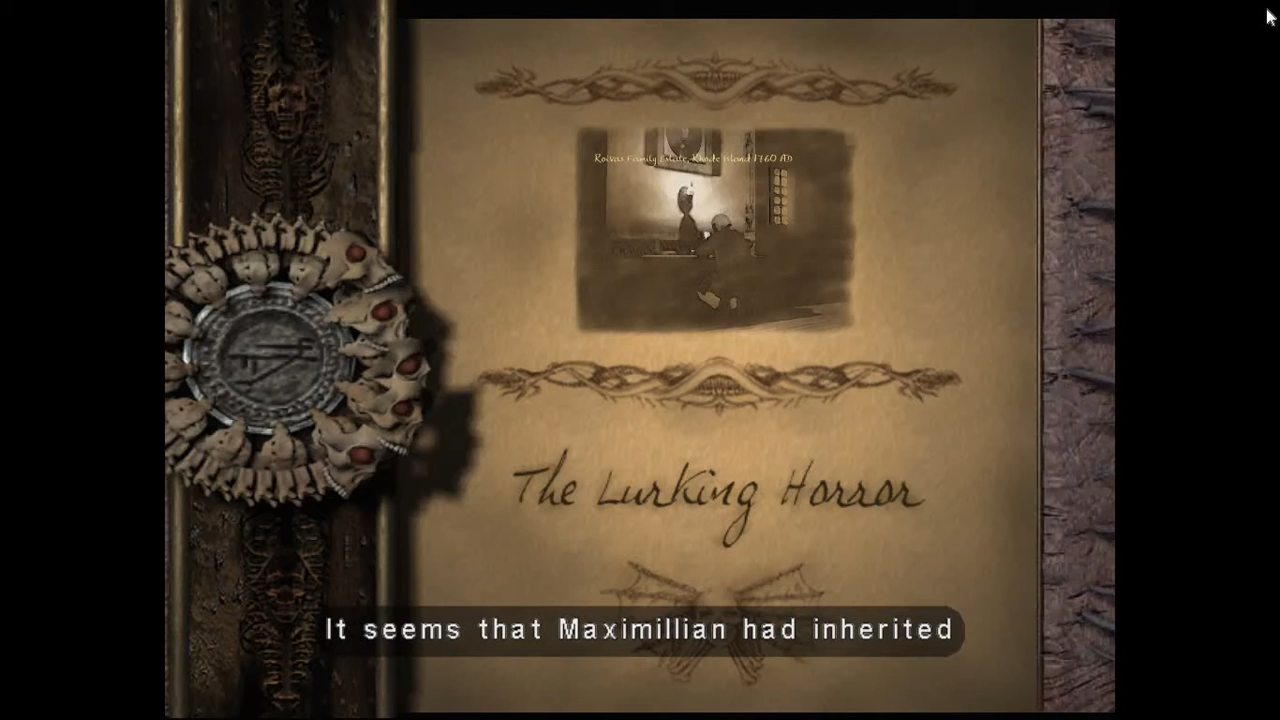 Roivas Family Estate, Rhode Island 1760 AD
The Lurking Horror
It seems that Maximillian had inherited